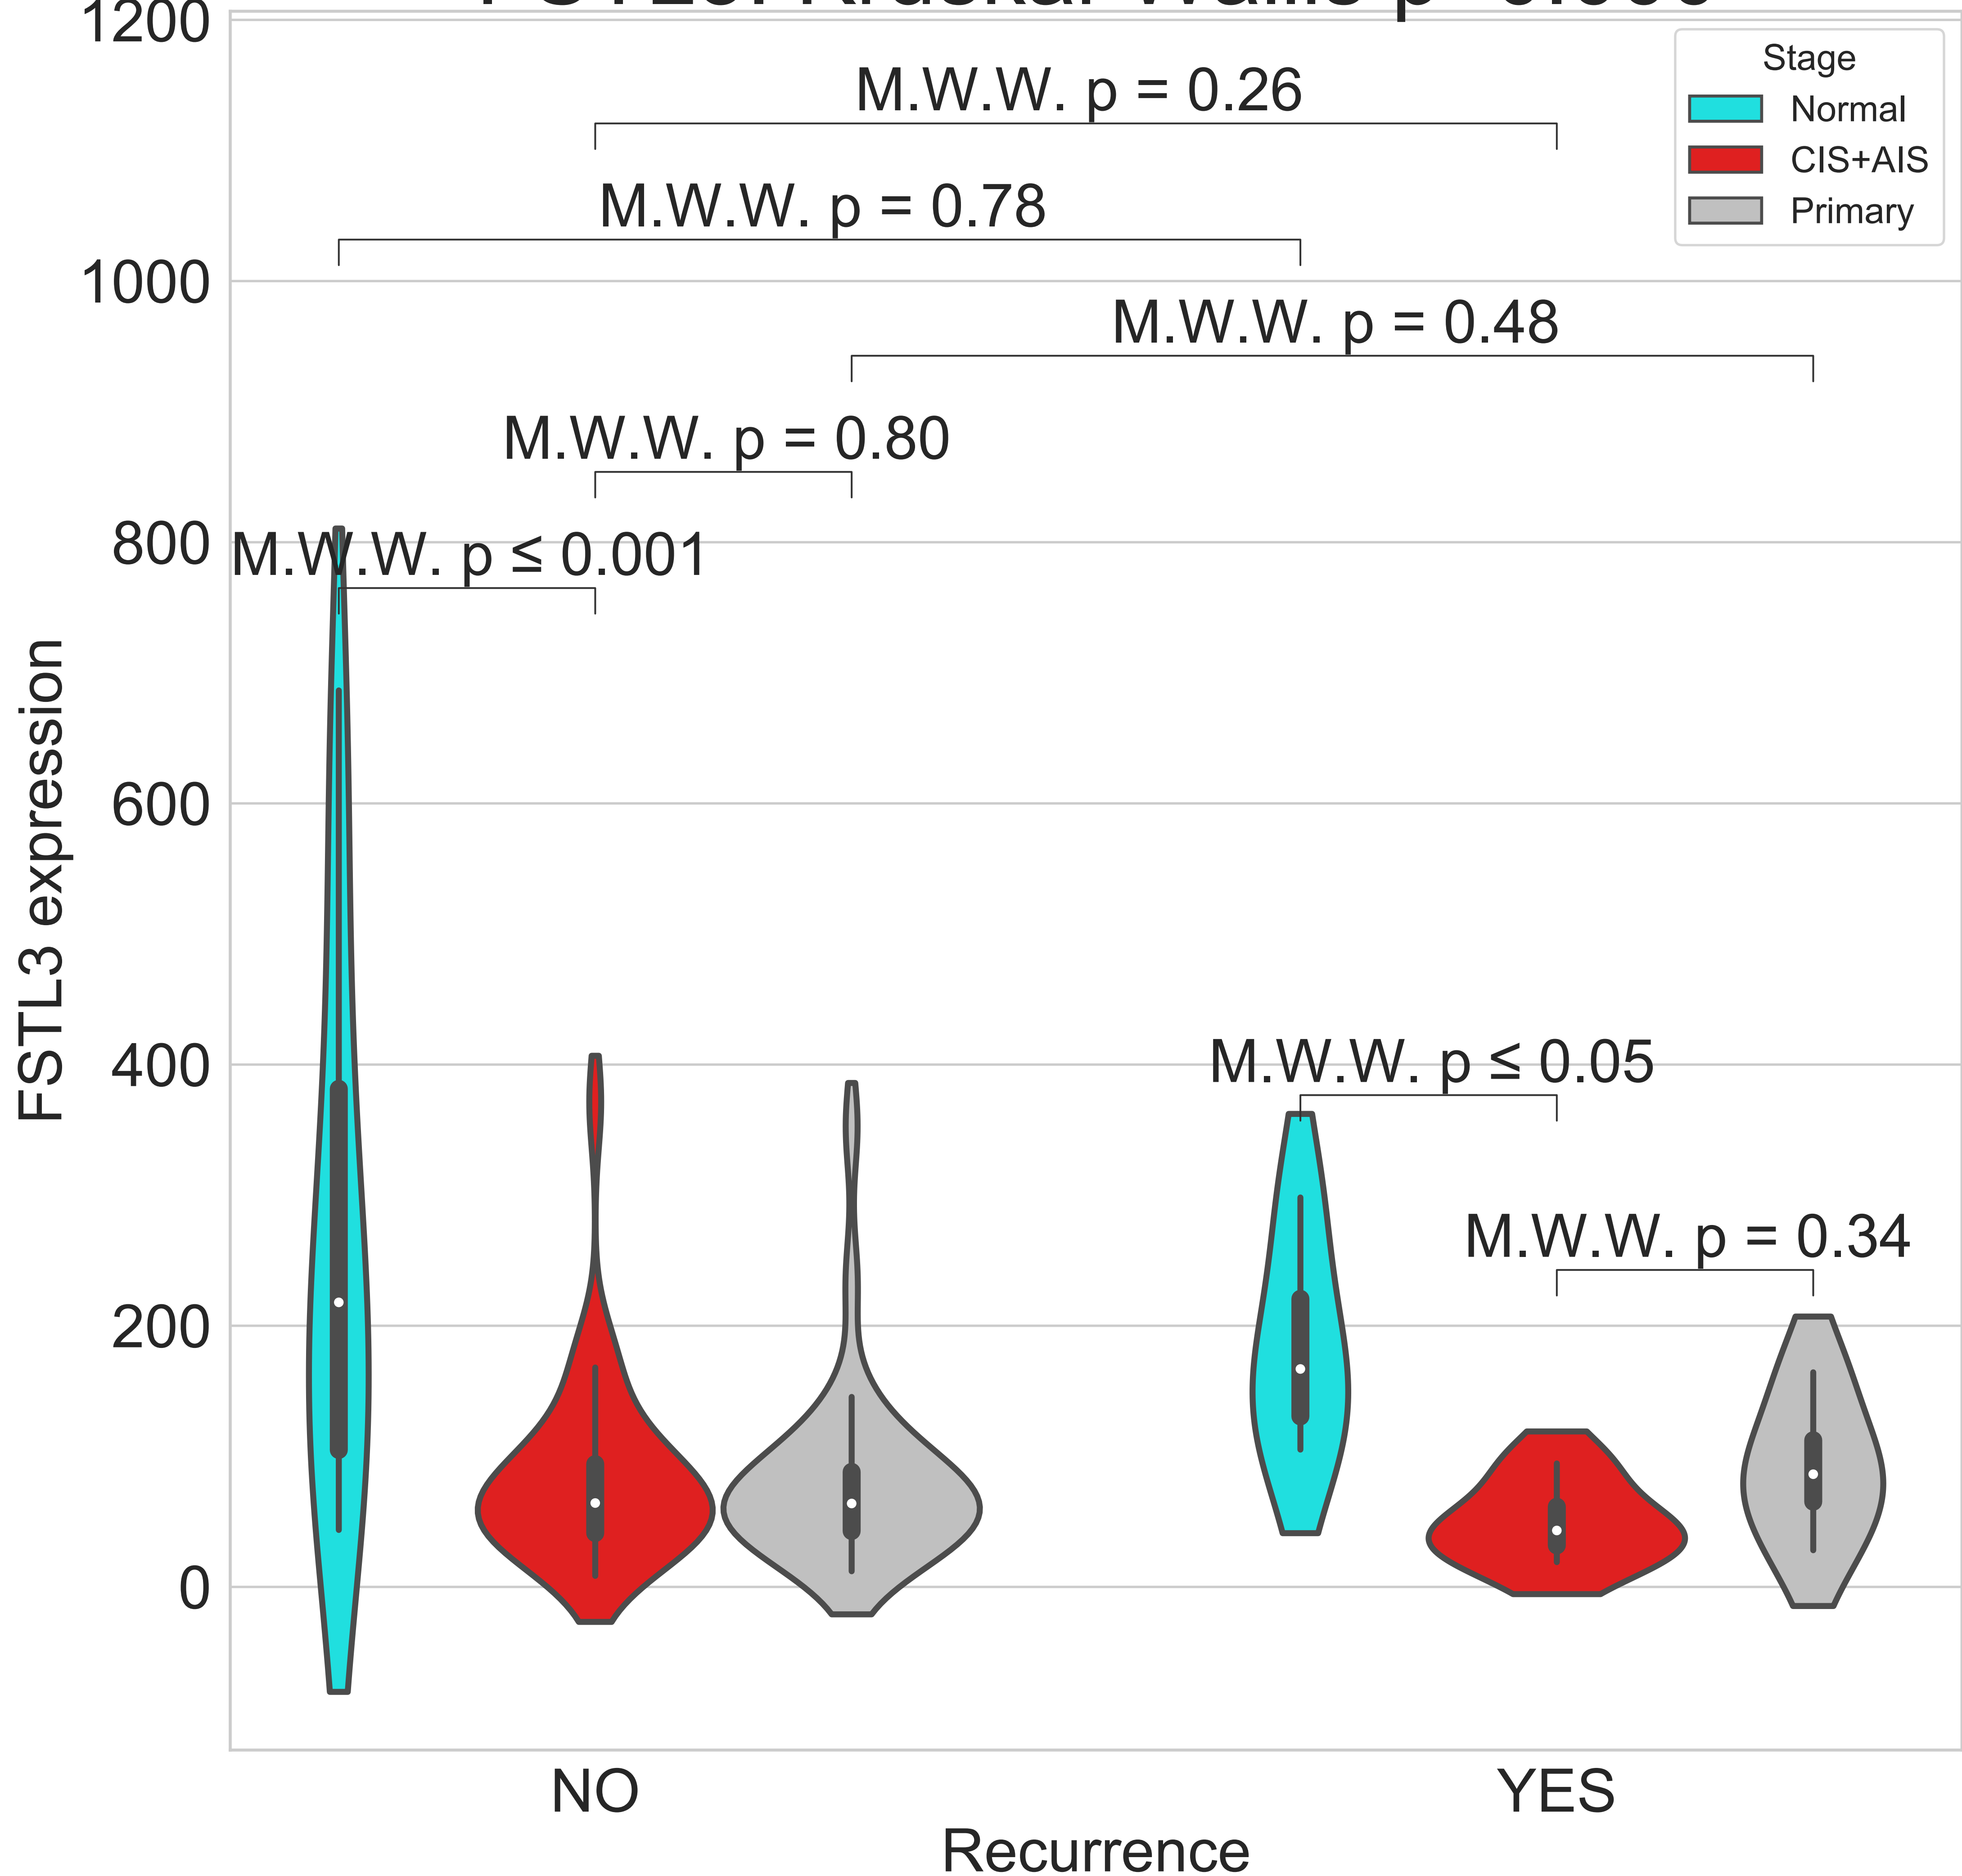 1200
M.W.W. p = 0.26
Stage
Normal
CIS+AIS
Primary
M.W.W. p = 0.78
1000
M.W.W. p = 0.48
M.W.W. p = 0.80
800
M.W.W. p ≤ 0.001
600
FSTL3 expression
400
M.W.W. p ≤ 0.05
M.W.W. p = 0.34
200
0
NO
YES
Recurrence